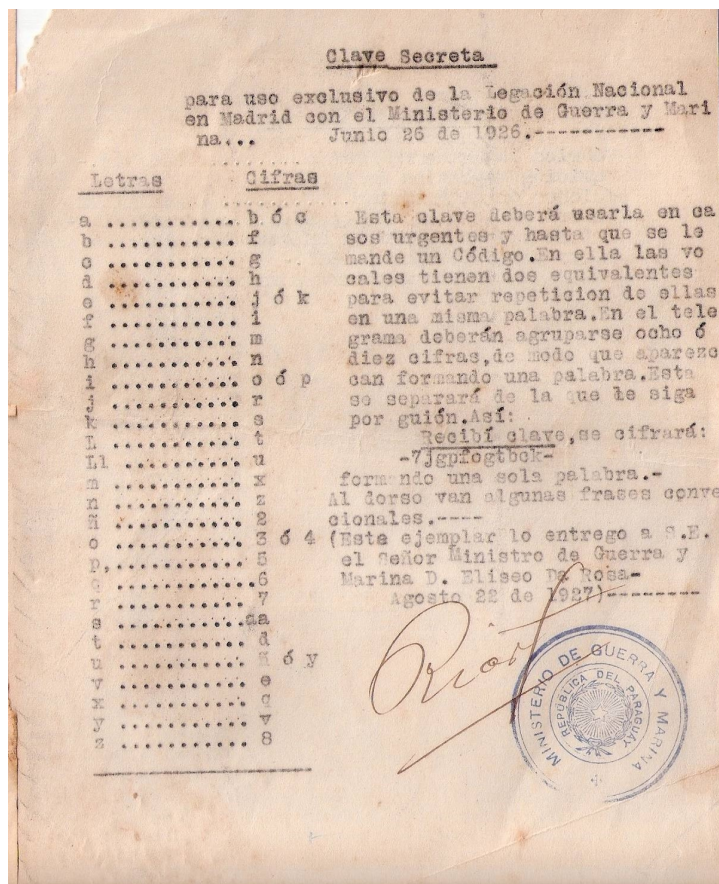 Clave Secreta
para uso exclusivo de la Legación Nacional
en Madrid con el Ministerio de Guerra y Mari
na... Junio 26 de 1926.-----------
Letras Cifras
a ........... b ó c
b ........... f
c ........... g
d ........... h
e ........... j ó k
f ........... i
g ........... m
h ........... n
i ........... o ó p
j ........... r
k ........... s
L ........... t
Ll ........... u
m ........... x
n ........... z
ñ ........... 2
o ........... 3 ó 4
p, ........... 5
q ...........6
r ........... 7
s ...........aa
t ........... d
u ........... ñ ó y
v ........... e
x ........... q
y ........... v
z ........... 8
Esta clave deberá usarla en ca
sos urgentes y hasta que se le
mande un Código.En ella las vo
cales tienen dos equivalentes
para evitar repeticion de ellas
en una misma palabra.En el tele
grama deberán agruparse ocho ó
diez cifras,de modo que aparezc
can formando una palabra.Esta
se separará de la que le siga
por guión.Así:
Recibí clave,se cifrará:
-7jgpfogtbck-
formando una sola palabra.-
Al dorso van algunas frases conve
cionales.----
(Este ejemplar lo entrego a S.E.
el Señor Ministro de Guerra y
Marina D. Eliseo Da Rosa-
Agosto 22 de 1927)--------
MINISTERIO DE GUERRA Y MARINA
REPÚBLICA DEL PARAGUAY